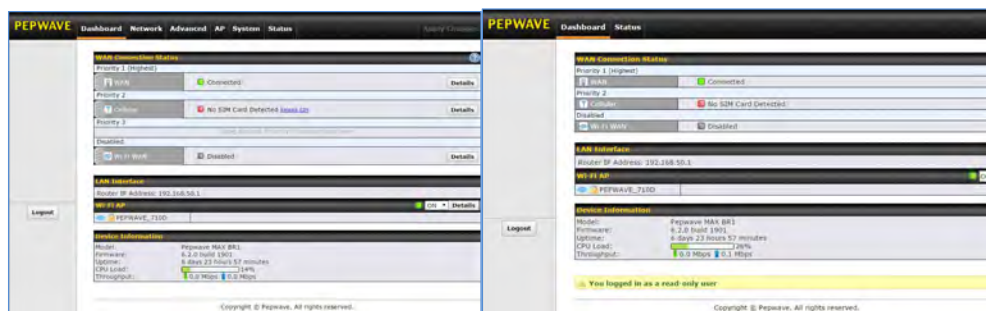 PEPWAVE Dashboard Network Advanced AP System Status Apply Changes
WAN Connection Status
Priority 1 (Highest)
WAN Connected Details
Priority 2
Cellular No SIM Card Detected Details
Priority 3
Disabled
Wi-Fi WAN Disabled Details
LAN Interface
Router IP Address: 192.168.50.1
Wi-Fi AP ON Details
PEPWAVE_710D
Logout
Device Information
Model: Pepwave MAX BR1
Firmware: 6.2.0 build 1901
Uptime: 6 days 23 hours 57 minutes
CPU Load: 14%
Throughput: 0.0 Mbps 0.0 Mbps
Copyright © Pepwave. All rights reserved.
PEPWAVE Dashboard Status
WAN Connection Status
Priority 1 (Highest)
WAN Connected
Priority 2
Cellular No SIM Card Detected
Disabled
Wi-Fi WAN Disabled
LAN Interface
Router IP Address: 192.168.50.1
Wi-Fi AP
PEPWAVE_710D
Logout
Device Information
Model: Pepwave MAX BR1
Firmware: 6.2.0 build 1901
Uptime: 6 days 23 hours 57 minutes
CPU Load: 26%
Throughput: 0.0 Mbps 0.1 Mbps
You logged in as a read-only user
Copyright © Pepwave. All rights reserved.